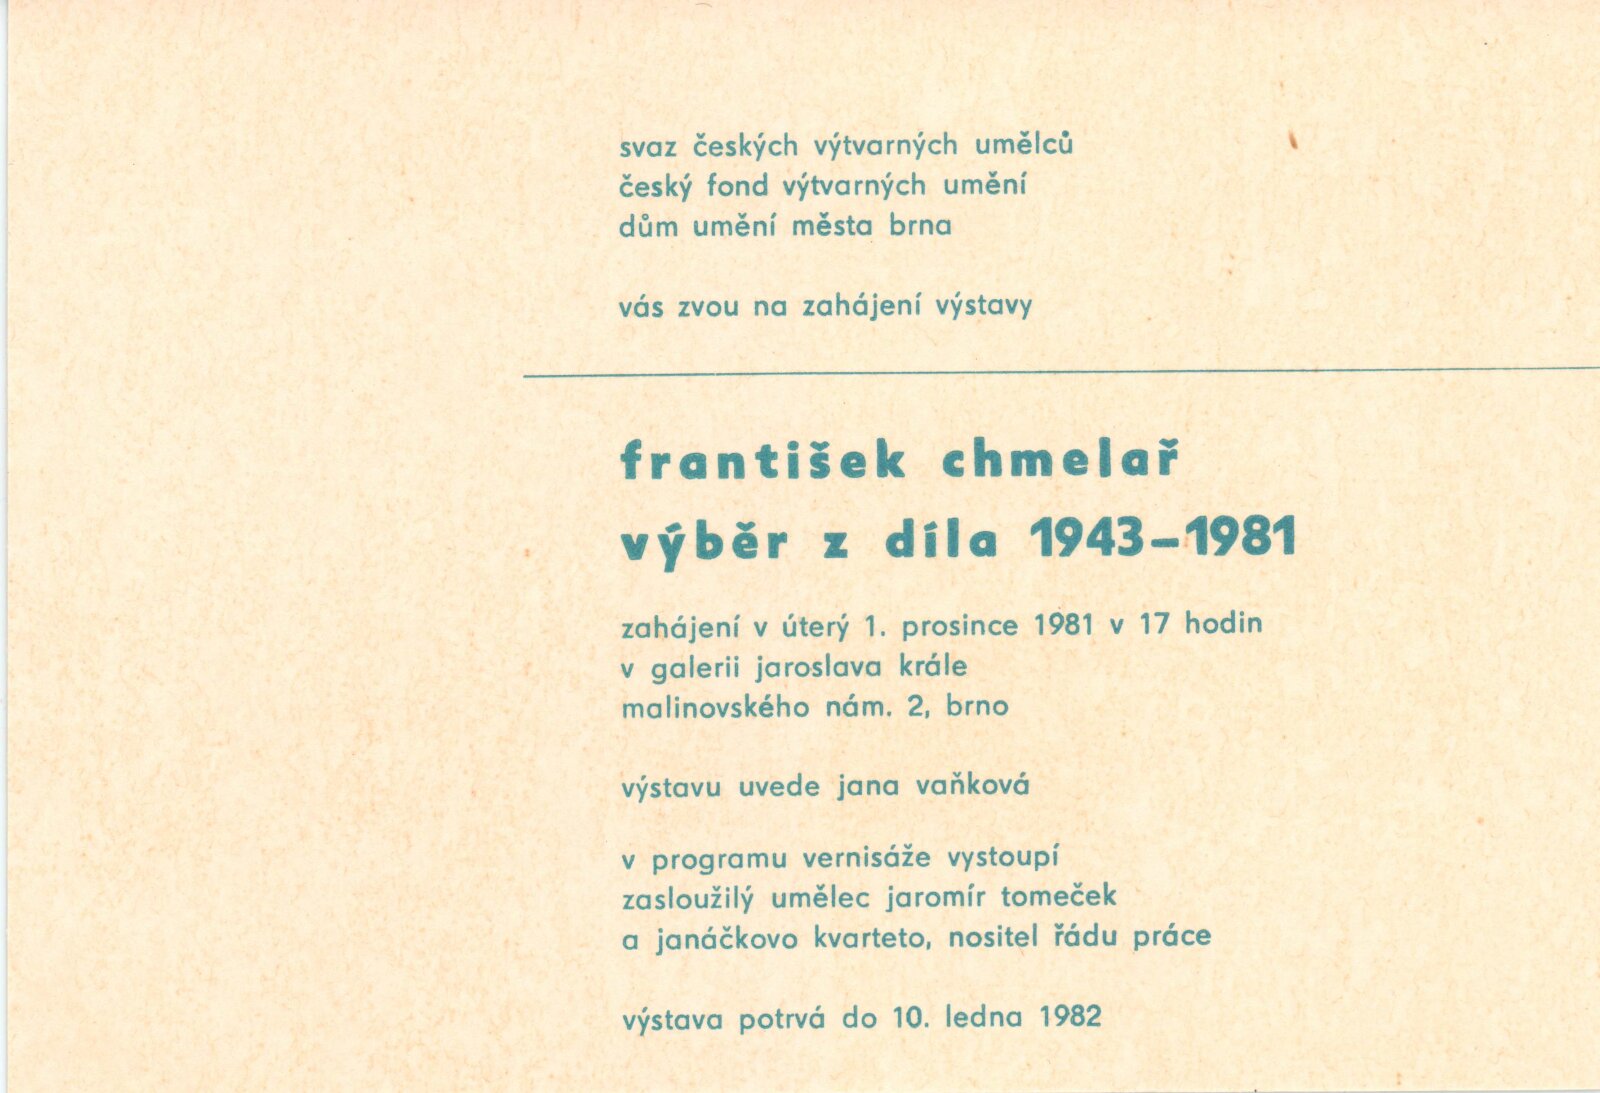 svaz českých výtvarných umělců
český fond výtvarných umění
dům umění města brna
vás zvou na zahájení výstavy
františek chmelař
výběr z díla 1943–1981
zahájení v úterý 1. prosince 1981 v 17 hodin
v galerii jaroslava krále
malinovského nám. 2, brno
výstavu uvede jana vaňková
v programu vernisáže vystoupí
zasloužilý umělec jaromír tomeček
a janáčkovo kvarteto, nositel řádu práce
výstava potrvá do 10. ledna 1982